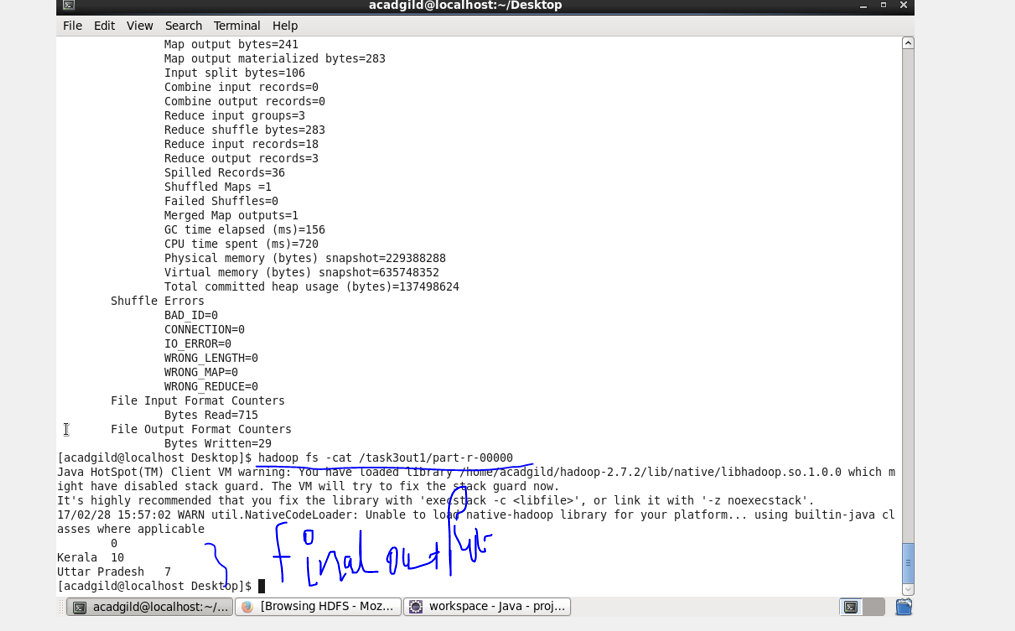 acadgild@localhost:~/Desktop
File Edit View Search Terminal Help
Map output bytes=241
Map output materialized bytes=283
Input split bytes=106
Combine input records=0
Combine output records=0
Reduce input groups=3
Reduce shuffle bytes=283
Reduce input records=18
Reduce output records=3
Spilled Records=36
Shuffled Maps =1
Failed Shuffles=0
Merged Map outputs=1
GC time elapsed (ms)=156
CPU time spent (ms)=720
Physical memory (bytes) snapshot=229388288
Virtual memory (bytes) snapshot=635748352
Total committed heap usage (bytes)=137498624
Shuffle Errors
BAD_ID=0
CONNECTION=0
IO_ERROR=0
WRONG_LENGTH=0
WRONG_MAP=0
WRONG_REDUCE=0
File Input Format Counters
Bytes Read=715
File Output Format Counters
Bytes Written=29
[acadgild@localhost Desktop]$ hadoop fs -cat /task3out1/part-r-00000
Java HotSpot(TM) Client VM warning: You have loaded library /home/acadgild/hadoop-2.7.2/lib/native/libhadoop.so.1.0.0 which m
ight have disabled stack guard. The VM will try to fix the stack guard now.
It's highly recommended that you fix the library with 'execstack -c <libfile>', or link it with '-z noexecstack'.
17/02/28 15:57:02 WARN util.NativeCodeLoader: Unable to load native-hadoop library for your platform... using builtin-java cl
asses where applicable
0
Kerala 10
Uttar Pradesh 7
final output
[acadgild@localhost Desktop]$
acadgild@localhost:~/... [Browsing HDFS - Moz... workspace - Java - proj...